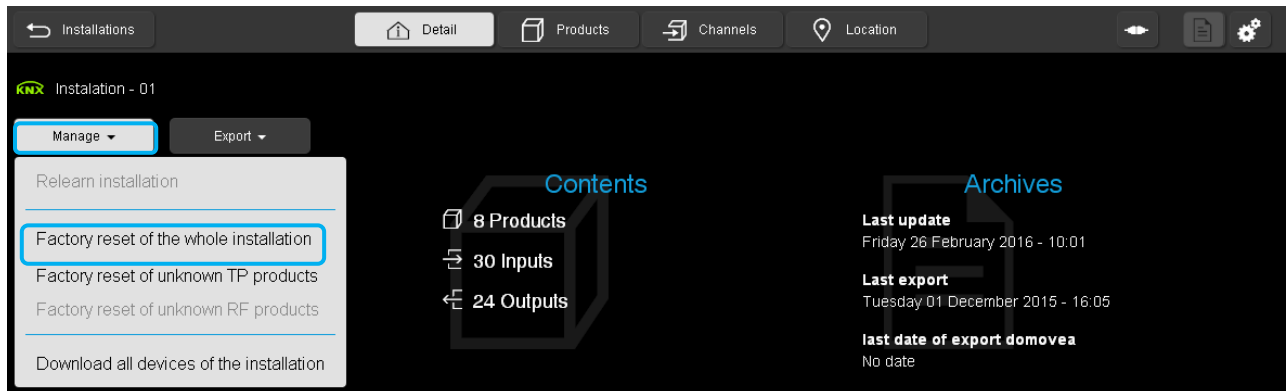 Installations
Detail
Products
Channels
Location
KNX Instalation - 01
Manage
Export
Relearn installation
Factory reset of the whole installation
Factory reset of unknown TP products
Factory reset of unknown RF products
Download all devices of the installation
Contents
8 Products
30 Inputs
24 Outputs
Archives
Last update
Friday 26 February 2016 - 10:01
Last export
Tuesday 01 December 2015 - 16:05
last date of export domovea
No date